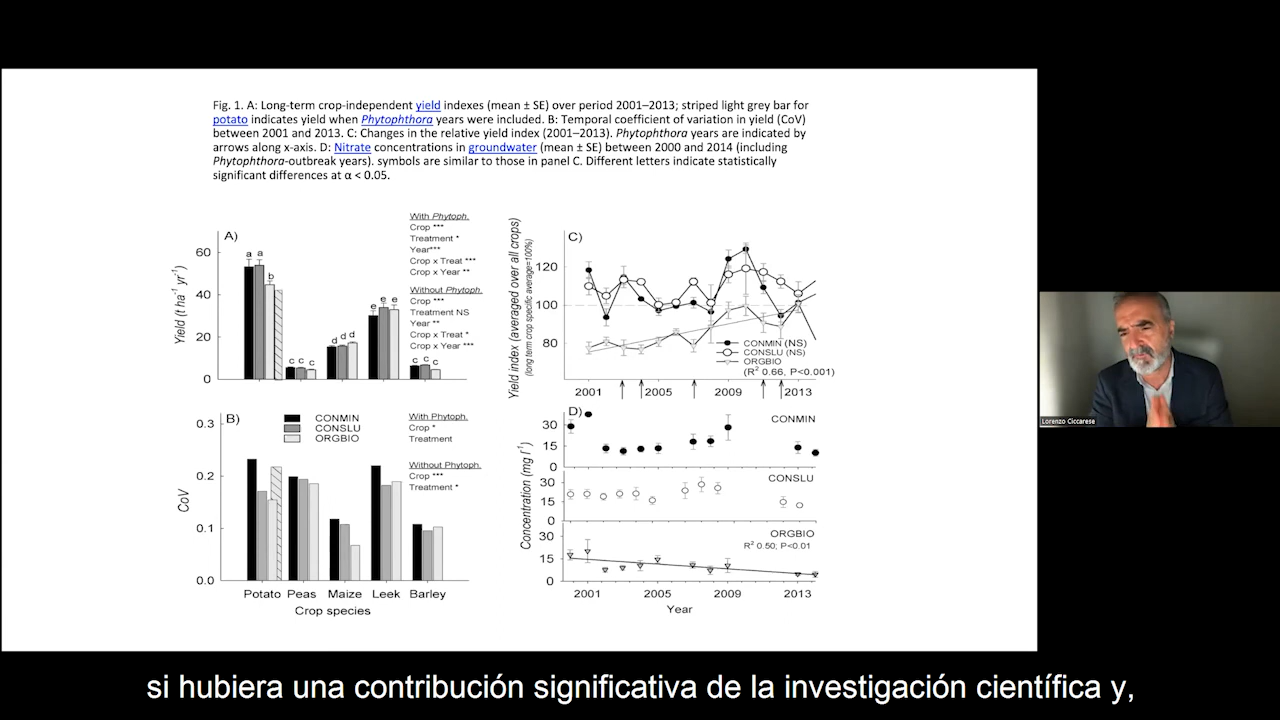 Fig. 1. A: Long-term crop-independent yield indexes (mean ± SE) over period 2001–2013; striped light grey bar for
potato indicates yield when Phytophthora years were included. B: Temporal coefficient of variation in yield (CoV)
between 2001 and 2013. C: Changes in the relative yield index (2001–2013). Phytophthora years are indicated by
arrows along x-axis. D: Nitrate concentrations in groundwater (mean ± SE) between 2000 and 2014 (including
Phytophthora-outbreak years). symbols are similar to those in panel C. Different letters indicate statistically
significant differences at α < 0.05.
A)
Yield (t ha⁻¹ yr⁻¹)
60
40
20
0
a a b
c c c
d d d
e e e
c c c
With Phytoph.
Crop ***
Treatment *
Year***
Crop x Treat ***
Crop x Year **
Without Phytoph.
Crop ***
Treatment NS
Year **
Crop x Treat *
Crop x Year ***
B)
CoV
0.3
0.2
0.1
0.0
CONMIN
CONSLU
ORGBIO
With Phytoph.
Crop *
Treatment
Without Phytoph.
Crop ***
Treatment *
Potato Peas Maize Leek Barley
Crop species
C)
Yield index (averaged over all crops)
(long term crop specific average=100%)
120
100
80
CONMIN (NS)
CONSLU (NS)
ORGBIO
(R² 0.66, P<0.001)
2001 2005 2009 2013
D)
Concentration (mg l⁻¹)
CONMIN
30
15
0
CONSLU
30
15
0
ORGBIO
R² 0.50; P<0.01
30
15
0
2001 2005 2009 2013
Year
Lorenzo Ciccarese
si hubiera una contribución significativa de la investigación científica y,